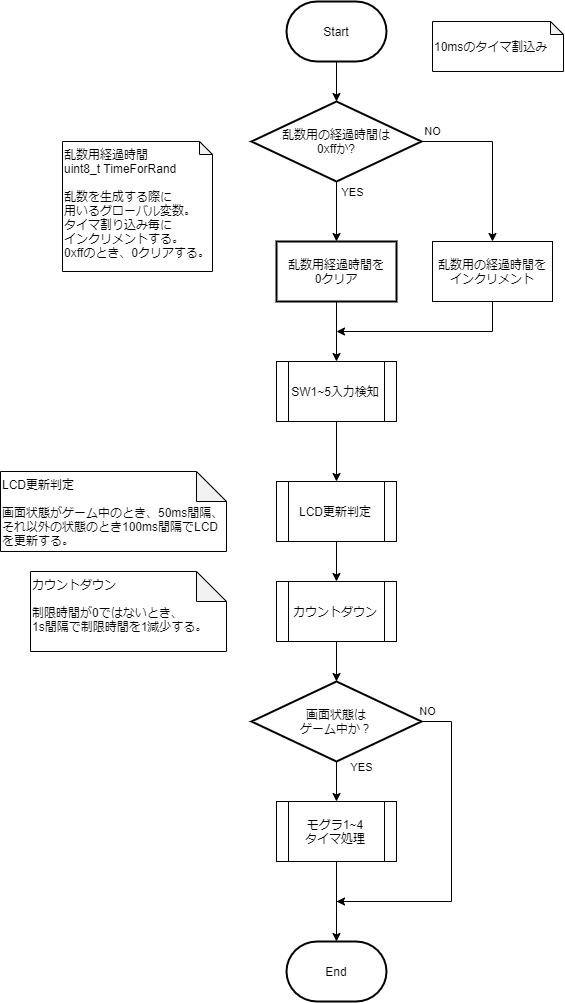 Start
10msのタイマ割込み
乱数用の経過時間は
0xffか?
NO
YES
乱数用経過時間
uint8_t TimeForRand
乱数を生成する際に
用いるグローバル変数。
タイマ割り込み毎に
インクリメントする。
0xffのとき、0クリアする。
乱数用経過時間を
0クリア
乱数用の経過時間を
インクリメント
SW1~5入力検知
LCD更新判定
画面状態がゲーム中のとき、50ms間隔、
それ以外の状態のとき100ms間隔でLCD
を更新する。
LCD更新判定
カウントダウン
制限時間が0ではないとき、
1s間隔で制限時間を1減少する。
カウントダウン
画面状態は
ゲーム中か？
NO
YES
モグラ1~4
タイマ処理
End